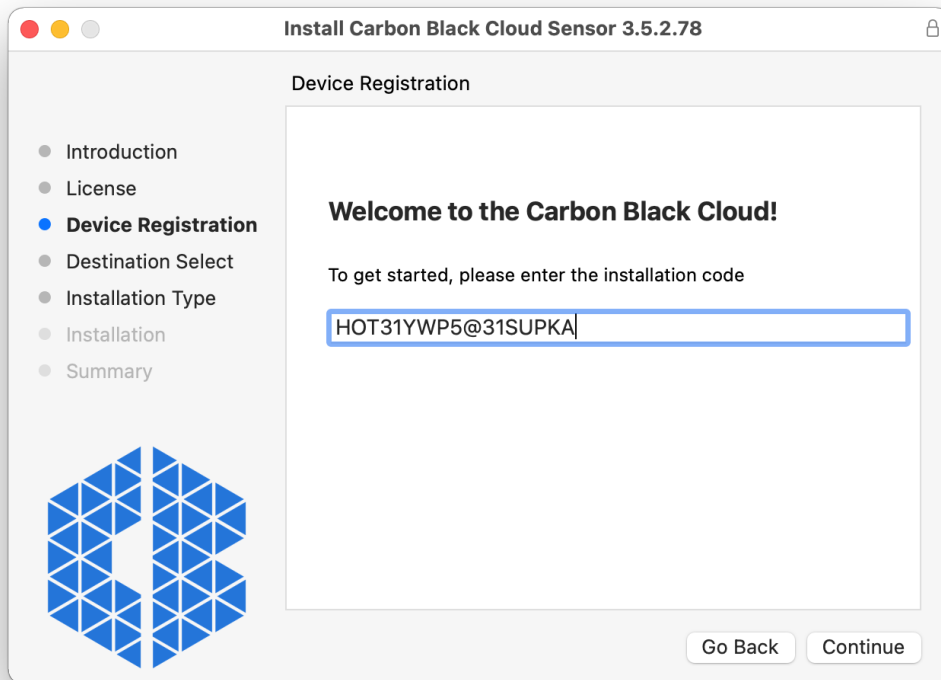 Install Carbon Black Cloud Sensor 3.5.2.78
Device Registration
Introduction
License
Device Registration
Destination Select
Installation Type
Installation
Summary
Welcome to the Carbon Black Cloud!
To get started, please enter the installation code
HOT31YWP5@31SUPKA
Go Back
Continue